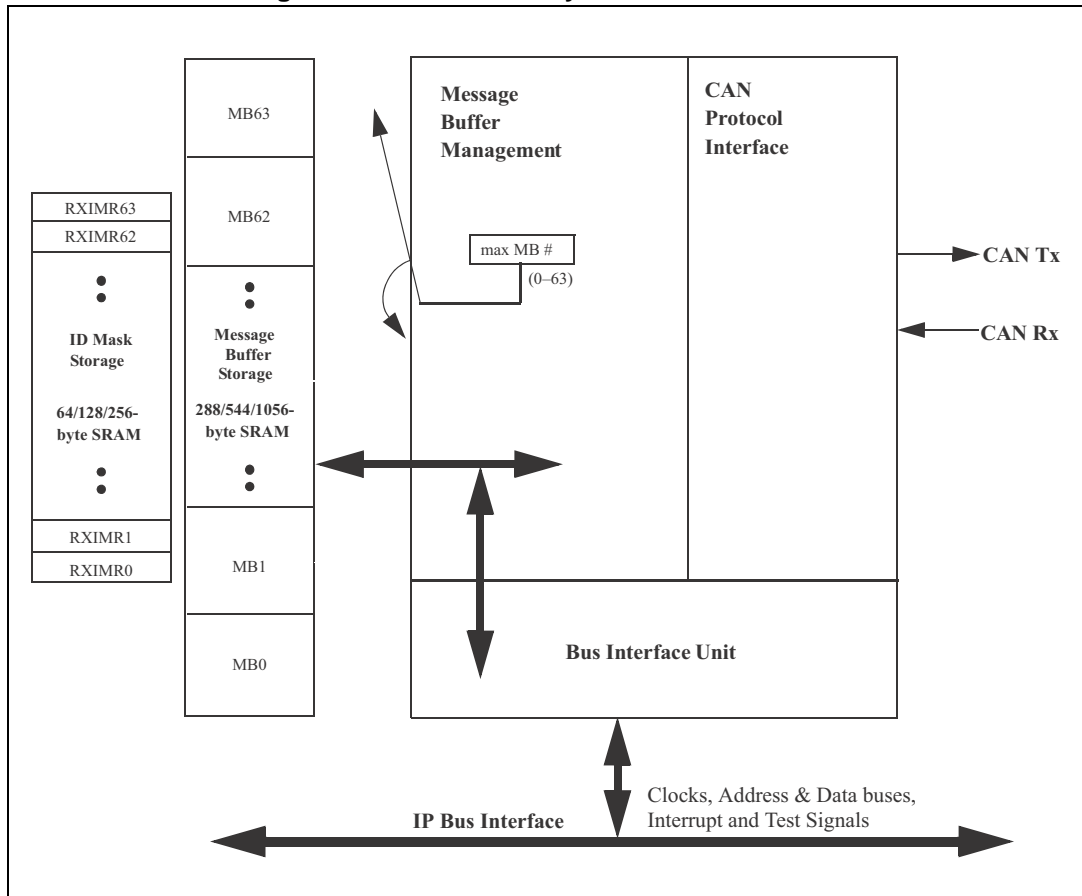 RXIMR63
RXIMR62
ID Mask
Storage
64/128/256-
byte SRAM
RXIMR1
RXIMR0
MB63
MB62
Message
Buffer
Storage
288/544/1056-
byte SRAM
MB1
MB0
Message
Buffer
Management
max MB #
(0–63)
CAN
Protocol
Interface
CAN Tx
CAN Rx
Bus Interface Unit
Clocks, Address & Data buses,
Interrupt and Test Signals
IP Bus Interface